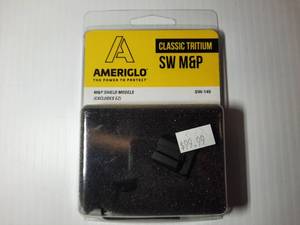 CLASSIC TRITIUM
SW M&P
AMERIGLO
THE POWER TO PROTECT
M&P SHIELD MODELS
(EXCLUDES EZ)
SW-145
$99.99